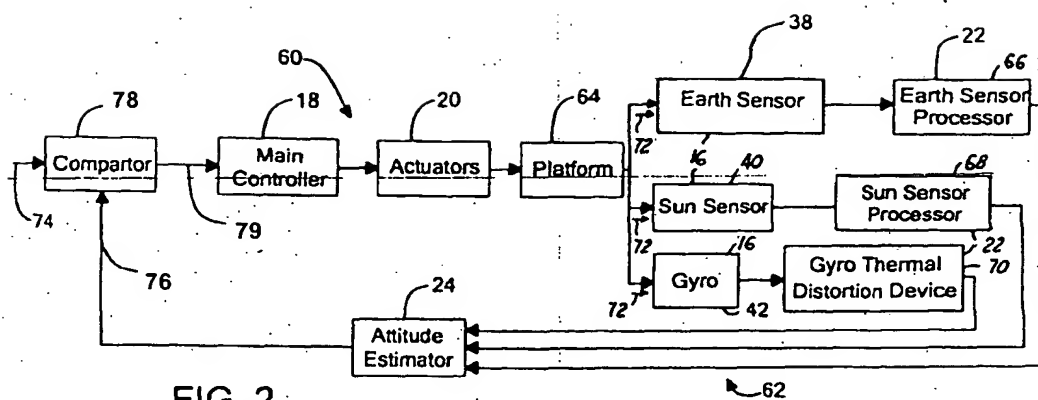 38
22
66
60
78
18
20
64
Earth Sensor
Earth Sensor
Processor
Compartor
Main
Controller
Actuators
Platform
72
16
40
68
74
79
Sun Sensor
Sun Sensor
Processor
72
16
22
76
24
Gyro
Gyro Thermal
Distortion Device
70
72
42
Attitude
Estimator
62
FIG. 2